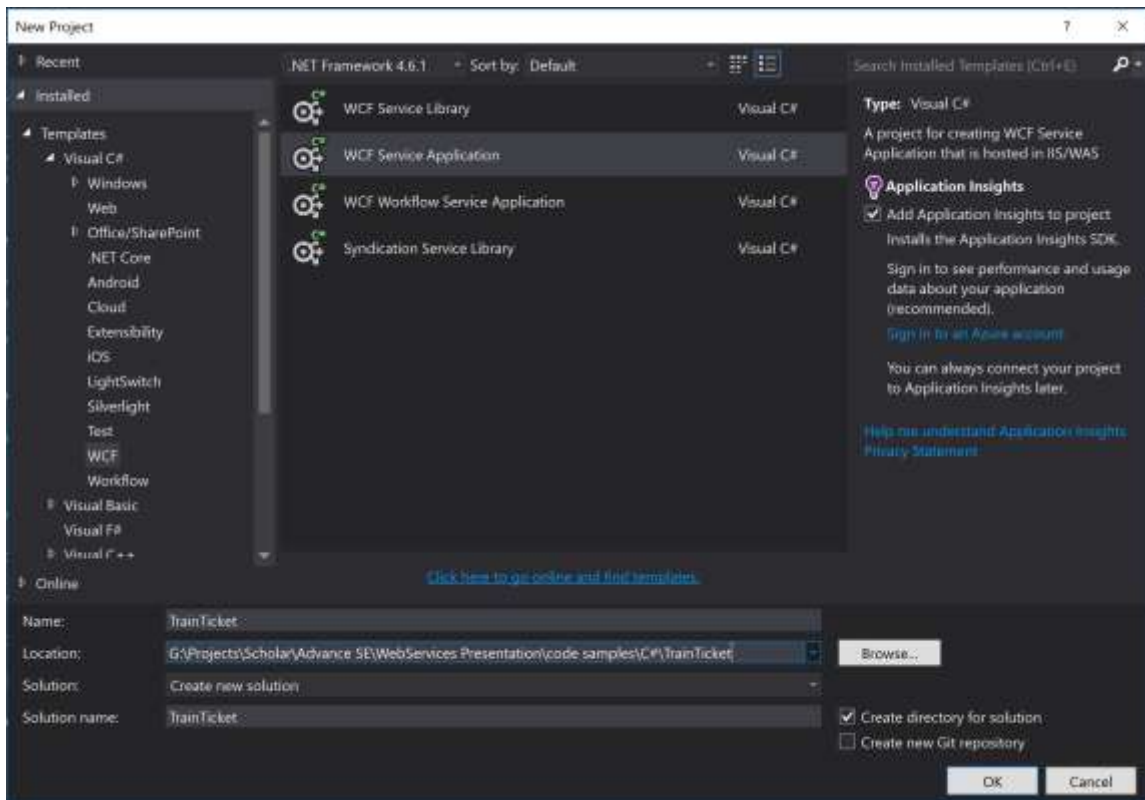 New Project
?
Recent
.NET Framework 4.6.1
Sort by: Default
Search Installed Templates (Ctrl+E)
Installed
Templates
Visual C#
Windows
Web
Office/SharePoint
.NET Core
Android
Cloud
Extensibility
iOS
LightSwitch
Silverlight
Test
WCF
Workflow
Visual Basic
Visual F#
Visual C++
Online
WCF Service Library
Visual C#
WCF Service Application
Visual C#
WCF Workflow Service Application
Visual C#
Syndication Service Library
Visual C#
Click here to go online and find templates.
Type: Visual C#
A project for creating WCF Service
Application that is hosted in IIS/WAS
Application Insights
Add Application Insights to project
Installs the Application Insights SDK.
Sign in to see performance and usage
data about your application
(recommended).
Sign in to an Azure account
You can always connect your project
to Application Insights later.
Help me understand Application Insights
Privacy Statement
Name:
TrainTicket
Location:
G:\Projects\Scholar\Advance SE\WebServices Presentation\code samples\C#\TrainTicket
Browse...
Solution:
Create new solution
Solution name:
TrainTicket
Create directory for solution
Create new Git repository
OK
Cancel